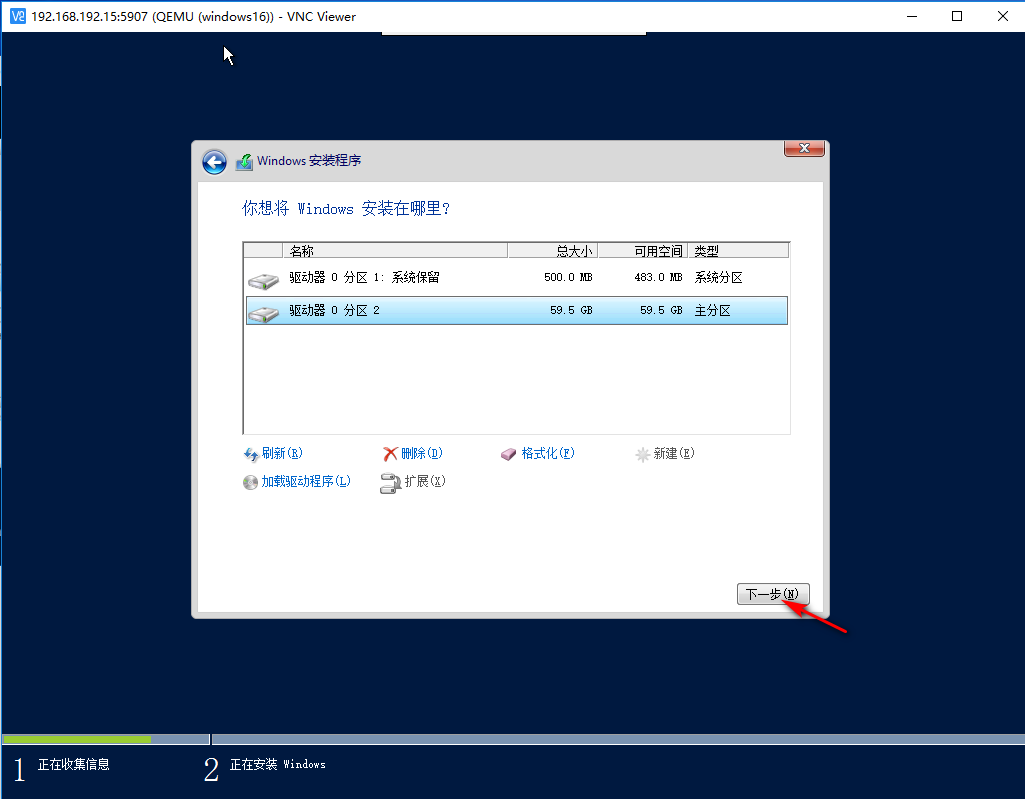 192.168.192.15:5907 (QEMU (windows16)) - VNC Viewer
Windows 安装程序
你想将 Windows 安装在哪里?
名称 总大小 可用空间 类型
驱动器 0 分区 1: 系统保留 500.0 MB 483.0 MB 系统分区
驱动器 0 分区 2 59.5 GB 59.5 GB 主分区
刷新(R) 删除(D) 格式化(F) 新建(E)
加载驱动程序(L) 扩展(X)
下一步(N)
1 正在收集信息 2 正在安装 Windows